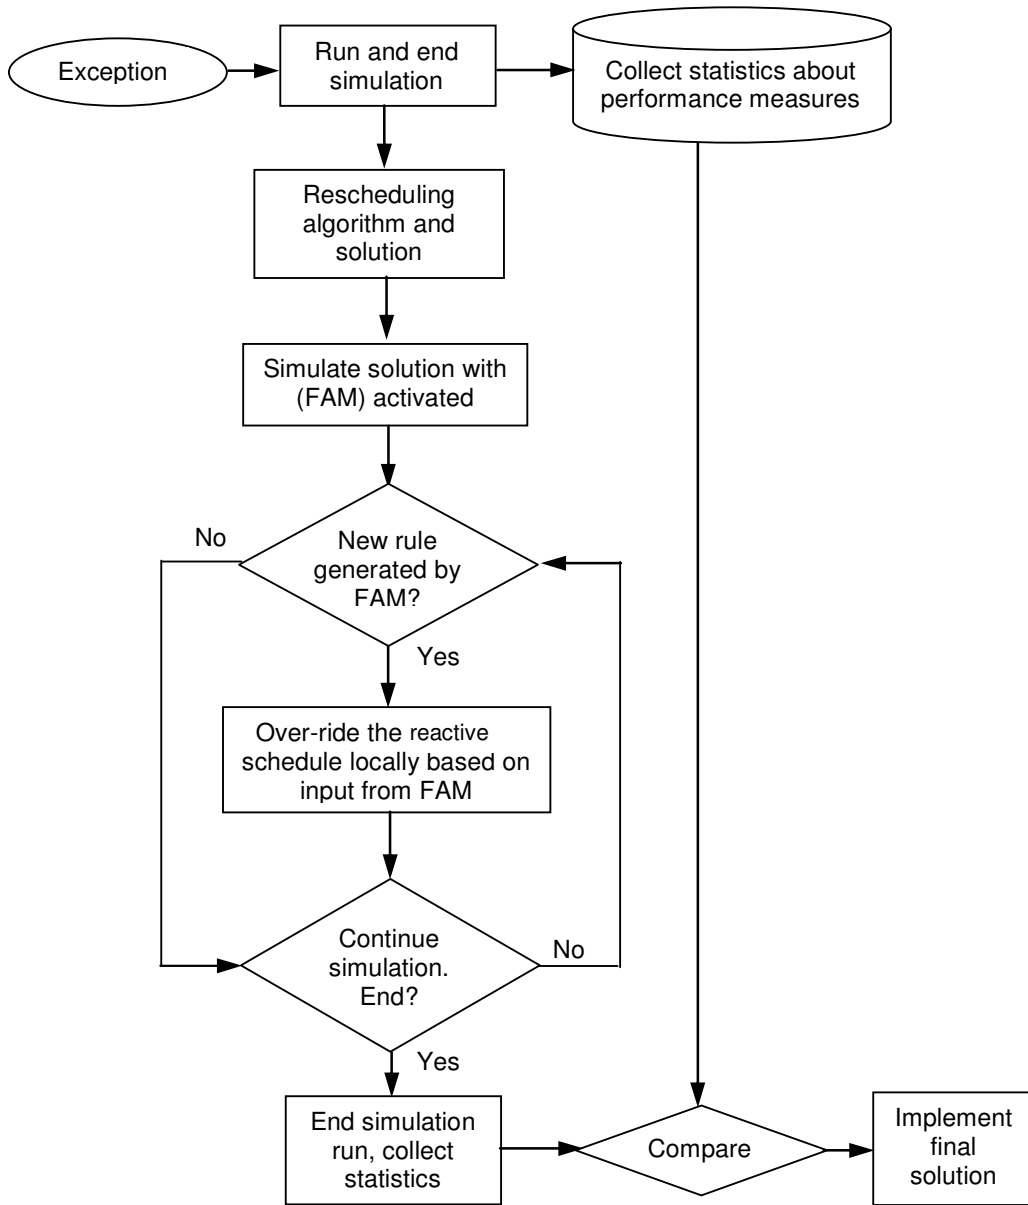 Exception
Run and end
simulation
Collect statistics about
performance measures
Rescheduling
algorithm and
solution
Simulate solution with
(FAM) activated
No
New rule
generated by
FAM?
Yes
Over-ride the reactive
schedule locally based on
input from FAM
Continue
simulation.
End?
No
Yes
End simulation
run, collect
statistics
Compare
Implement
final
solution